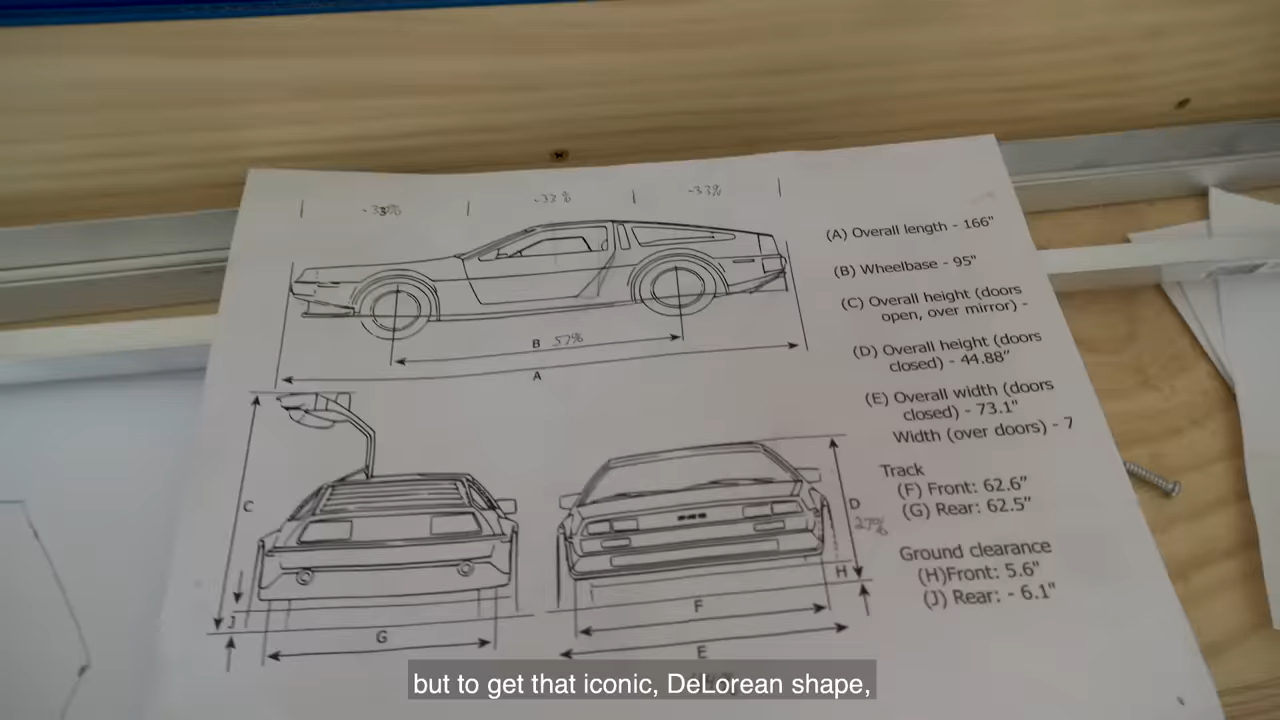 -33% -33% -33%
(A) Overall length - 166"
(B) Wheelbase - 95"
(C) Overall height (doors
open, over mirror) -
(D) Overall height (doors
closed) - 44.88"
(E) Overall width (doors
closed) - 73.1"
Width (over doors) - 7
Track
(F) Front: 62.6"
(G) Rear: 62.5"
Ground clearance
(H)Front: 5.6"
(J) Rear: - 6.1"
B 57%
A
C
J
G
D
27%
H
F
E
but to get that iconic, DeLorean shape,